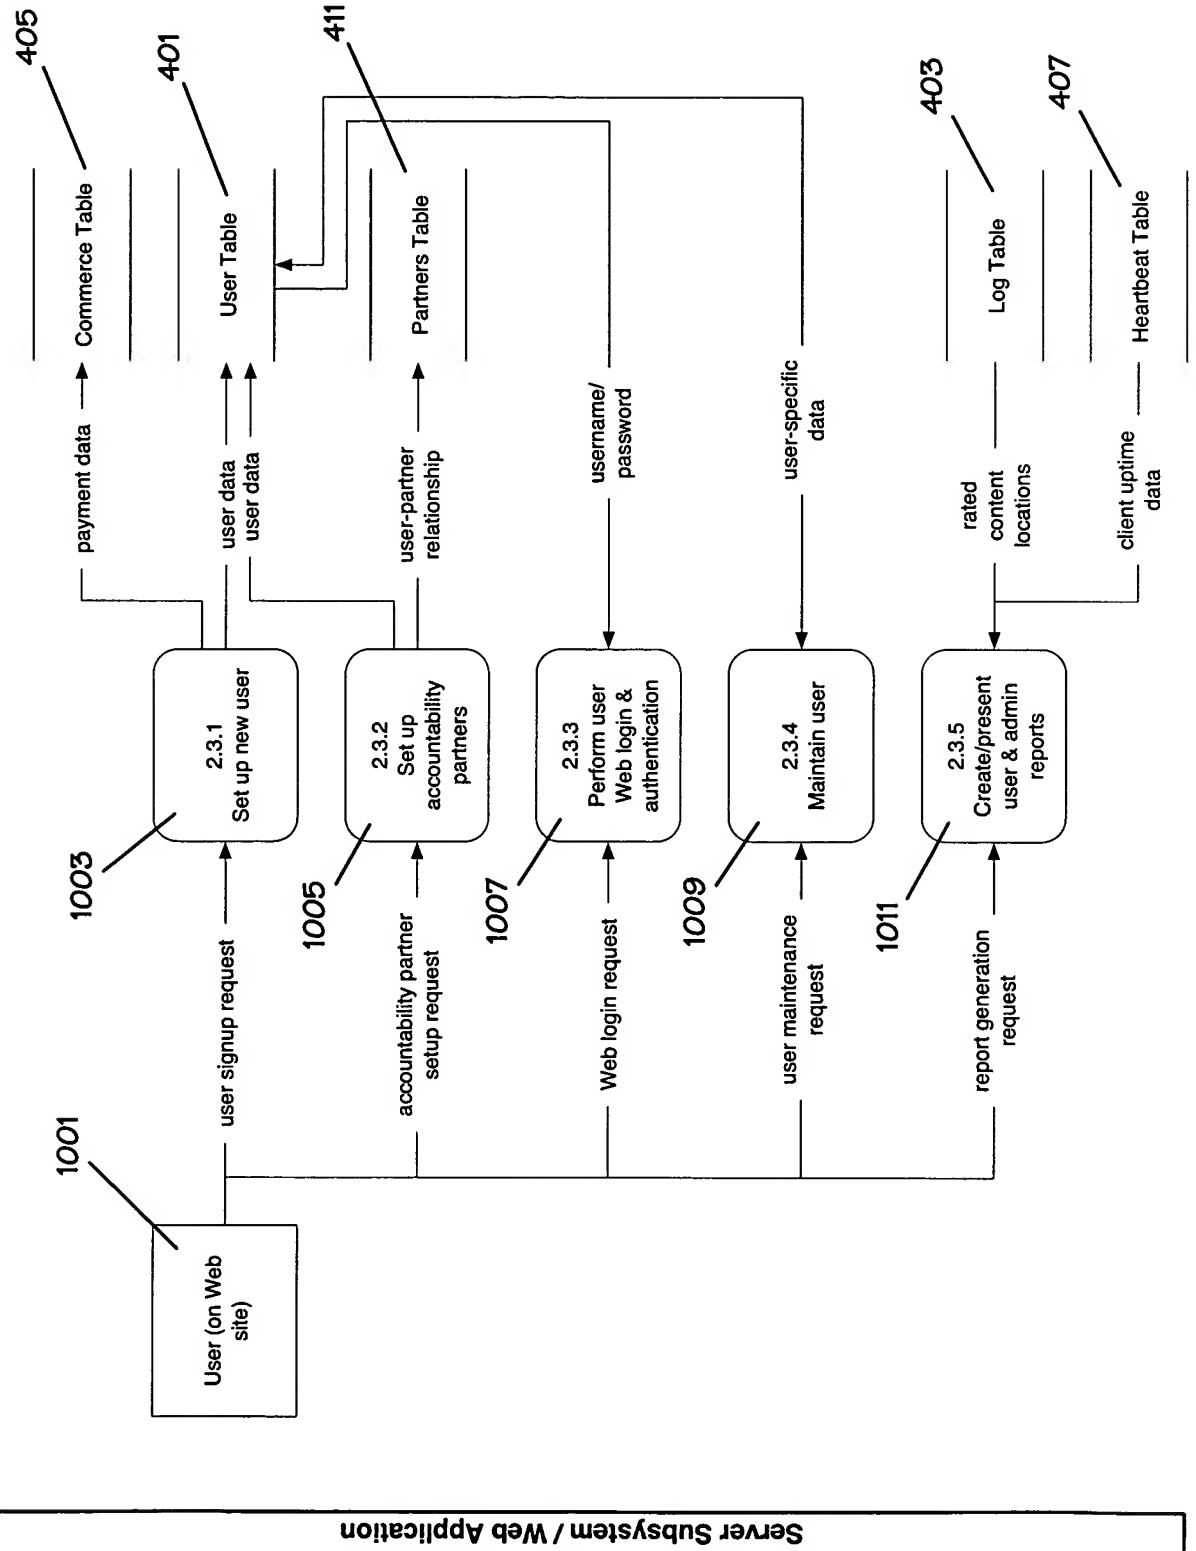 405
401
411
403
407
Commerce Table
User Table
Partners Table
Log Table
Heartbeat Table
payment data
user data
user data
user-partner
relationship
username/
password
user-specific
data
rated
content
locations
client uptime
data
2.3.1
Set up new user
2.3.2
Set up
accountability
partners
2.3.3
Perform user
Web login &
authentication
2.3.4
Maintain user
2.3.5
Create/present
user & admin
reports
1003
1005
1007
1009
1011
user signup request
accountability partner
setup request
Web login request
user maintenance
request
report generation
request
1001
User (on Web
site)
Server Subsystem / Web Application